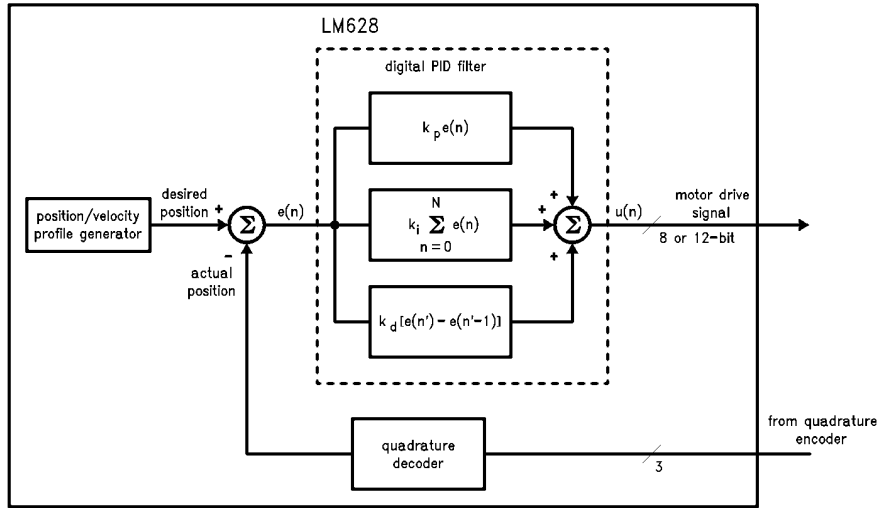 LM628
digital PID filter
k_p e(n)
desired
position
+
position/velocity
profile generator
Σ
e(n)
−
actual
position
N
k_i Σ e(n)
n = 0
k_d [e(n') − e(n'−1)]
+
+
+
Σ
u(n)
motor drive
signal
8 or 12-bit
from quadrature
encoder
quadrature
decoder
3